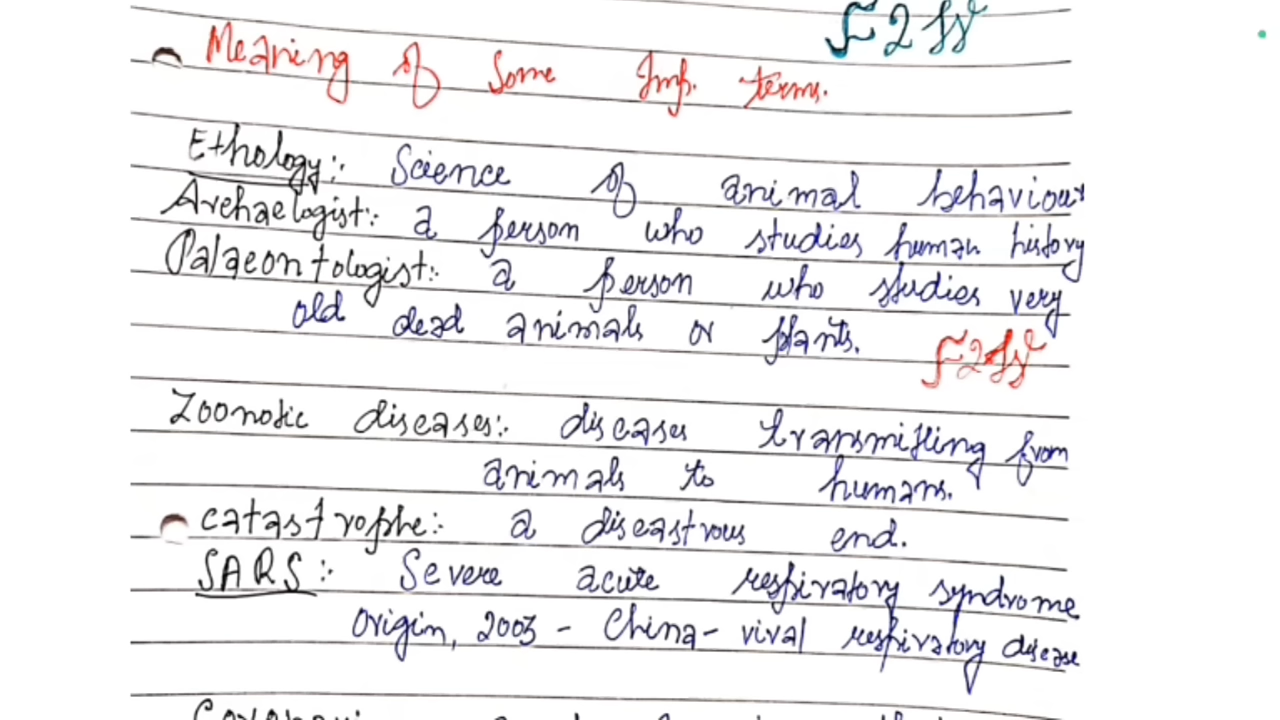 Meaning of Some Imp. terms.
Ethology:. Science of animal behaviour
Archaelogist:. a person who studies human history
Palaeontologist:. a person who studies very
old dead animals or plants.
Zoonotic diseases:. diseases transmitting from
animals to humans.
catastrophe:. a diseastrous end.
SARS:. Severe acute respiratory syndrome
origin, 2003 - China - viral respiratory disease